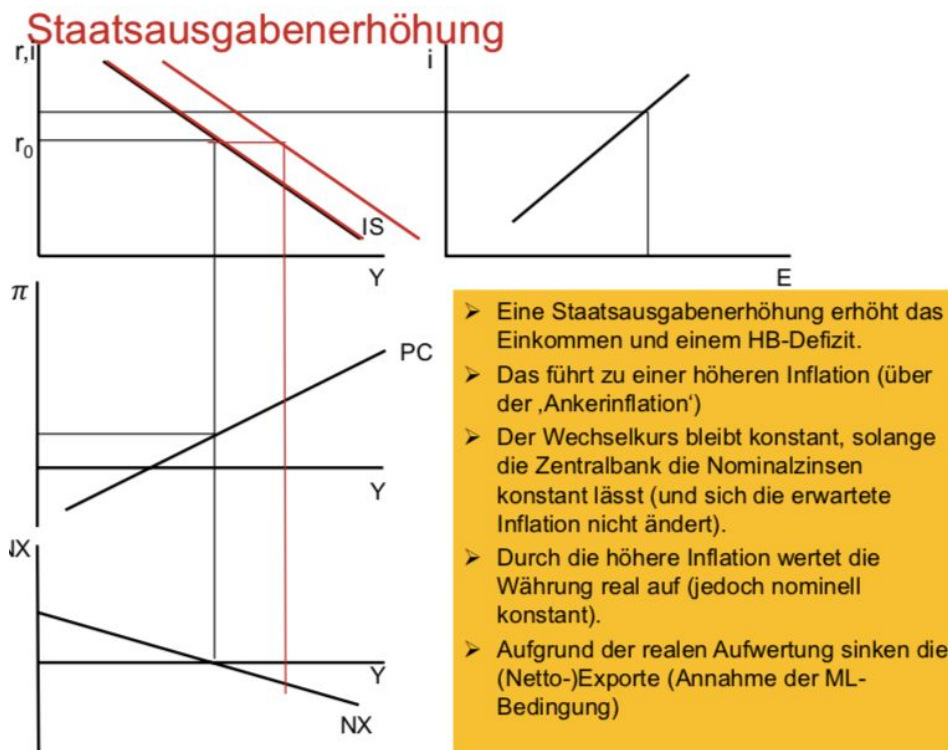 Staatsausgabenerhöhung
r,i
r₀
IS
Y
i
E
π
PC
Y
NX
Y
NX
➢ Eine Staatsausgabenerhöhung erhöht das
Einkommen und einem HB-Defizit.
➢ Das führt zu einer höheren Inflation (über
der ‚Ankerinflation‘)
➢ Der Wechselkurs bleibt konstant, solange
die Zentralbank die Nominalzinsen
konstant lässt (und sich die erwartete
Inflation nicht ändert).
➢ Durch die höhere Inflation wertet die
Währung real auf (jedoch nominell
konstant).
➢ Aufgrund der realen Aufwertung sinken die
(Netto-)Exporte (Annahme der ML-
Bedingung)